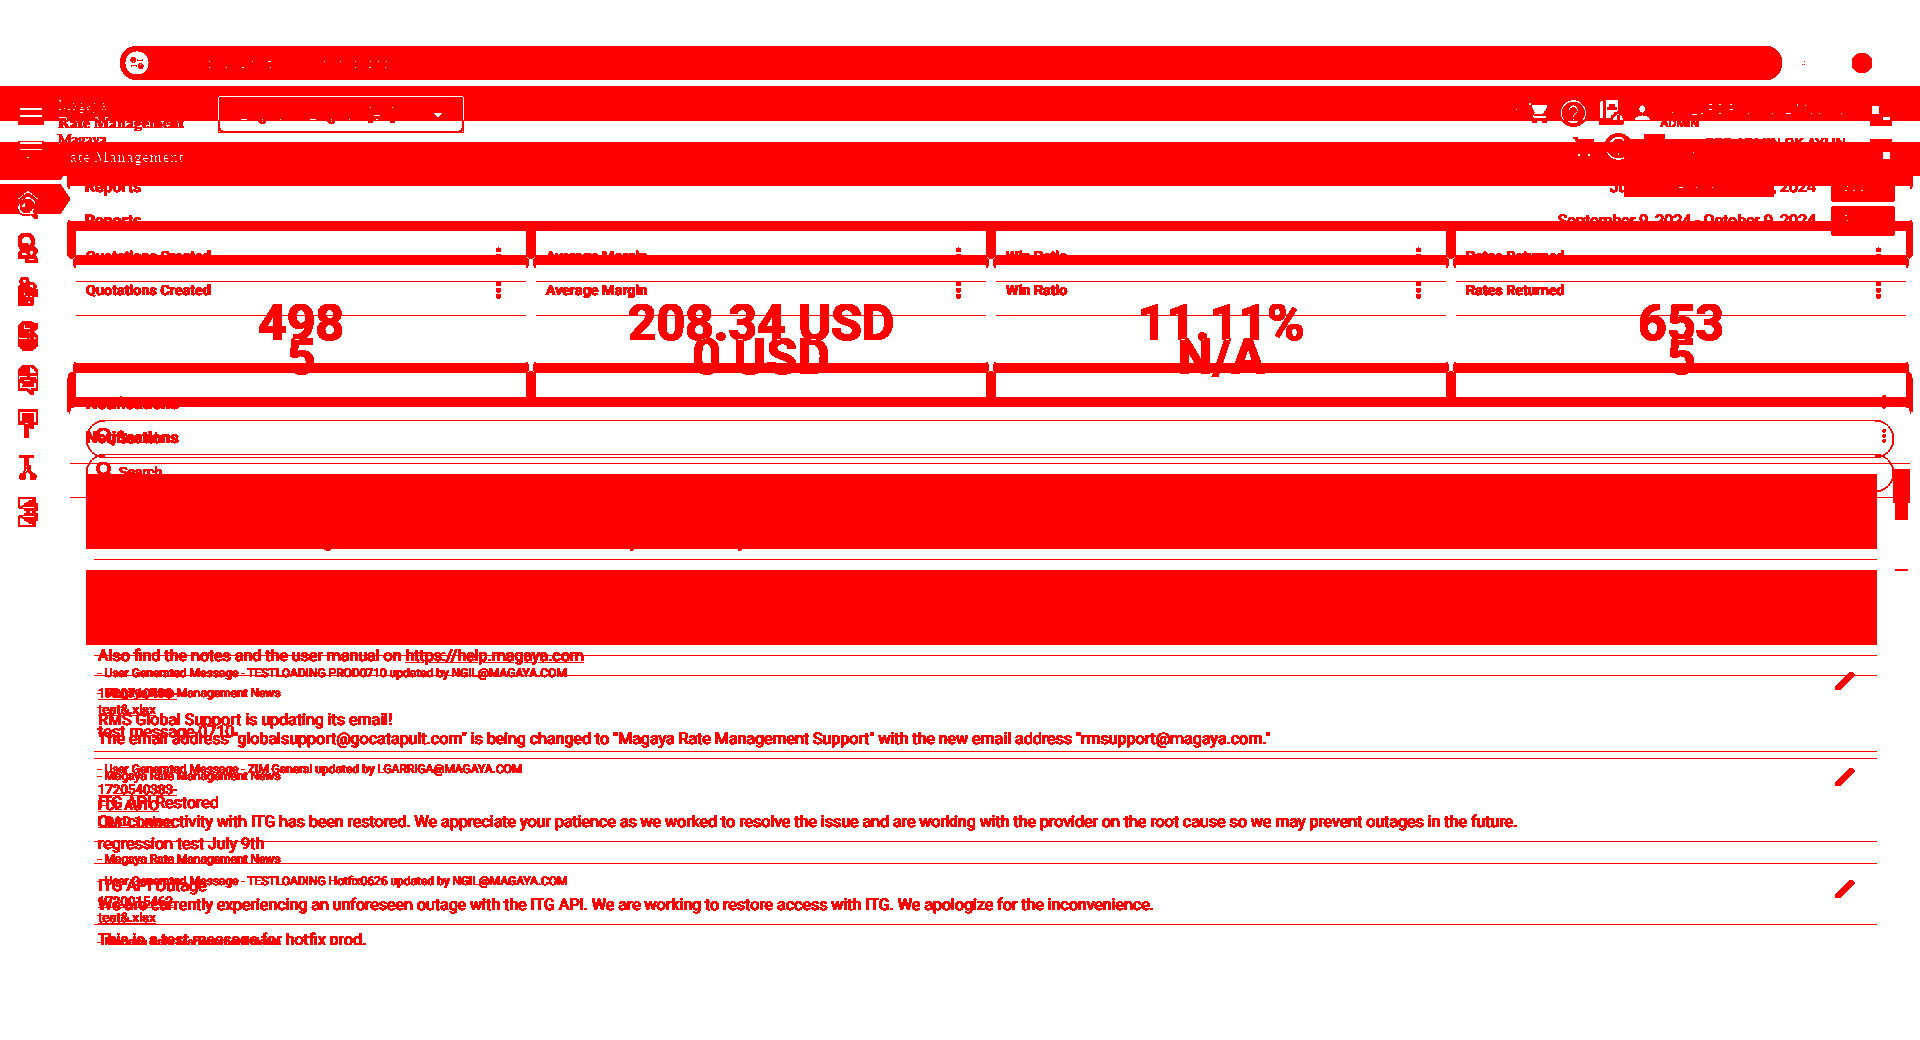 Magaya
Rate Management
Magaya
Rate Management
ADMIN
Reports
2024
Reports
September 9, 2024 - October 9, 2024
Quotations Created
Average Margin
Win Ratio
Rates Returned
Quotations Created
Average Margin
Win Ratio
Rates Returned
498
208.34 USD
11.11%
653
5
0 USD
N/A
5
Notifications
Notifications
Search
Also find the notes and the user manual on https://help.magaya.com
- User Generated Message - TESTLOADING PROD0710 updated by NGIL@MAGAYA.COM
- Magaya Rate Management News
test&.xlsx
RMS Global Support is updating its email!
test message 0710
The email address "globalsupport@gocatapult.com" is being changed to "Magaya Rate Management Support" with the new email address "rmsupport@magaya.com."
- User Generated Message - ZIM General updated by LGARRIGA@MAGAYA.COM
- Magaya Rate Management News
1720540383-
ITG API Restored
FCL AUTO
Our connectivity with ITG has been restored. We appreciate your patience as we worked to resolve the issue and are working with the provider on the root cause so we may prevent outages in the future.
regression test July 9th
- Magaya Rate Management News
- User Generated Message - TESTLOADING Hotfix0626 updated by NGIL@MAGAYA.COM
ITG API Outage
1720015462-
We are currently experiencing an unforeseen outage with the ITG API. We are working to restore access with ITG. We apologize for the inconvenience.
test&.xlsx
This is a test message for hotfix prod.